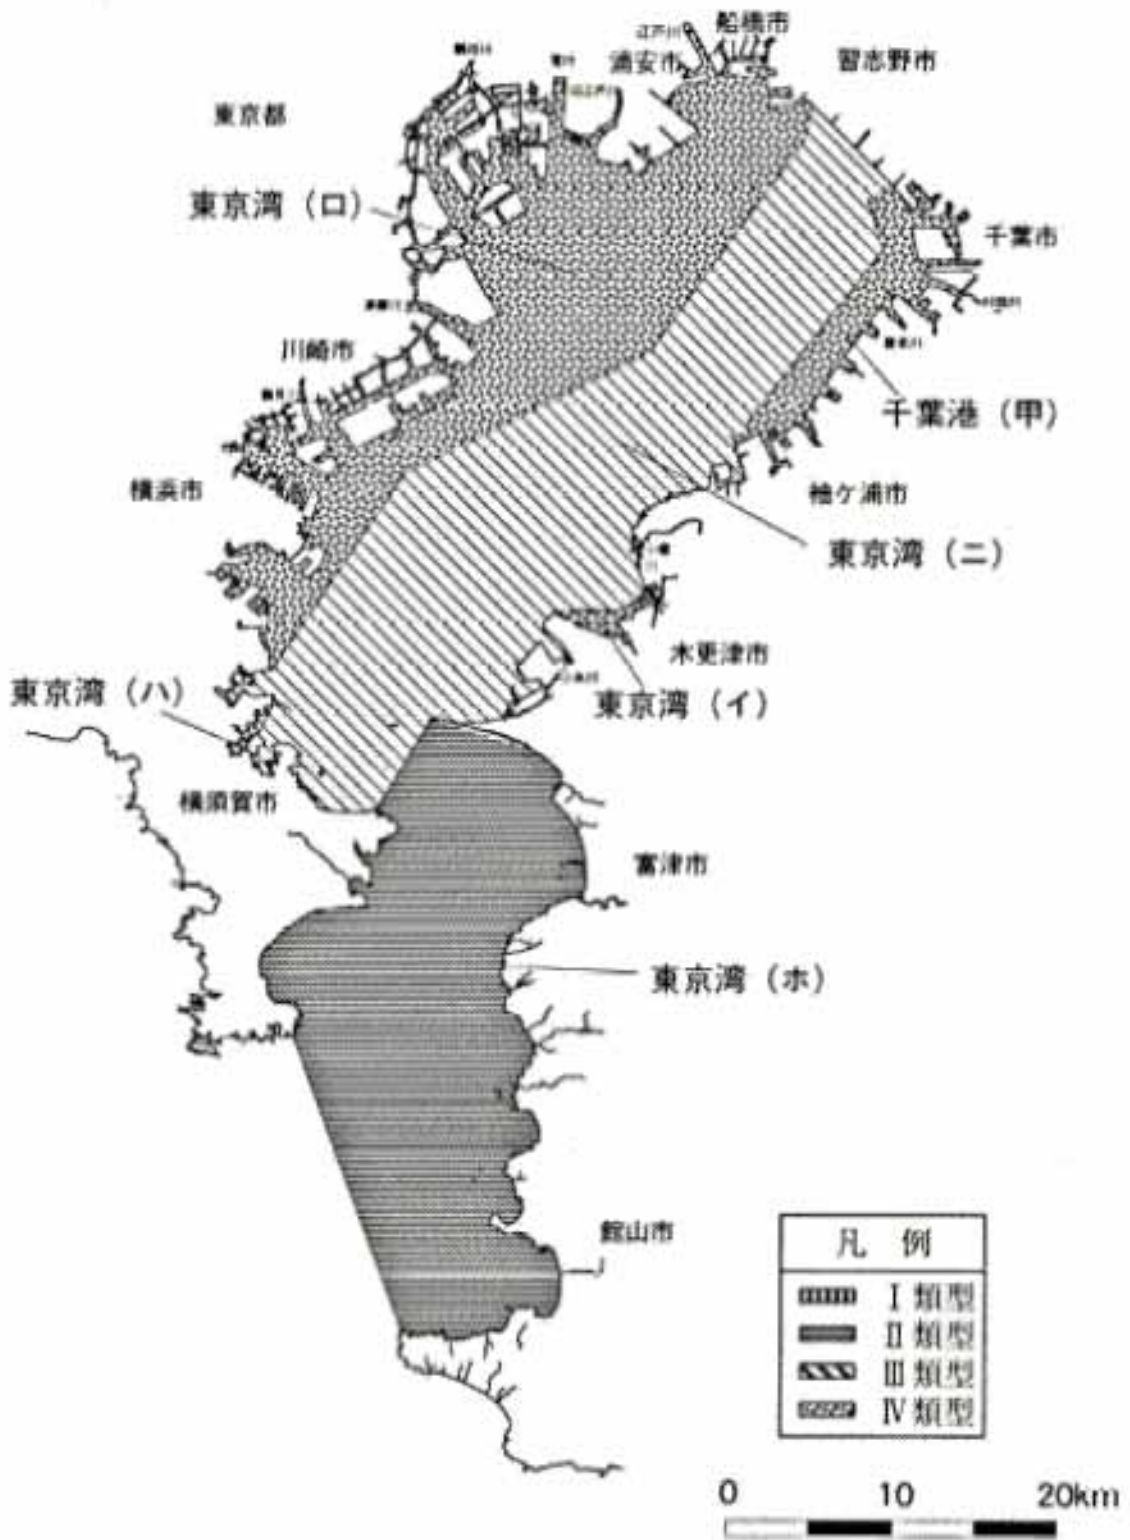 船橋市
江戸川
浦安市
習志野市
東京都
東京湾（ロ）
千葉市
川崎市
千葉港（甲）
横浜市
袖ケ浦市
東京湾（ニ）
木更津市
東京湾（ハ）
東京湾（イ）
横須賀市
富津市
東京湾（ホ）
館山市
凡 例
Ⅰ類型
Ⅱ類型
Ⅲ類型
Ⅳ類型
0 10 20km